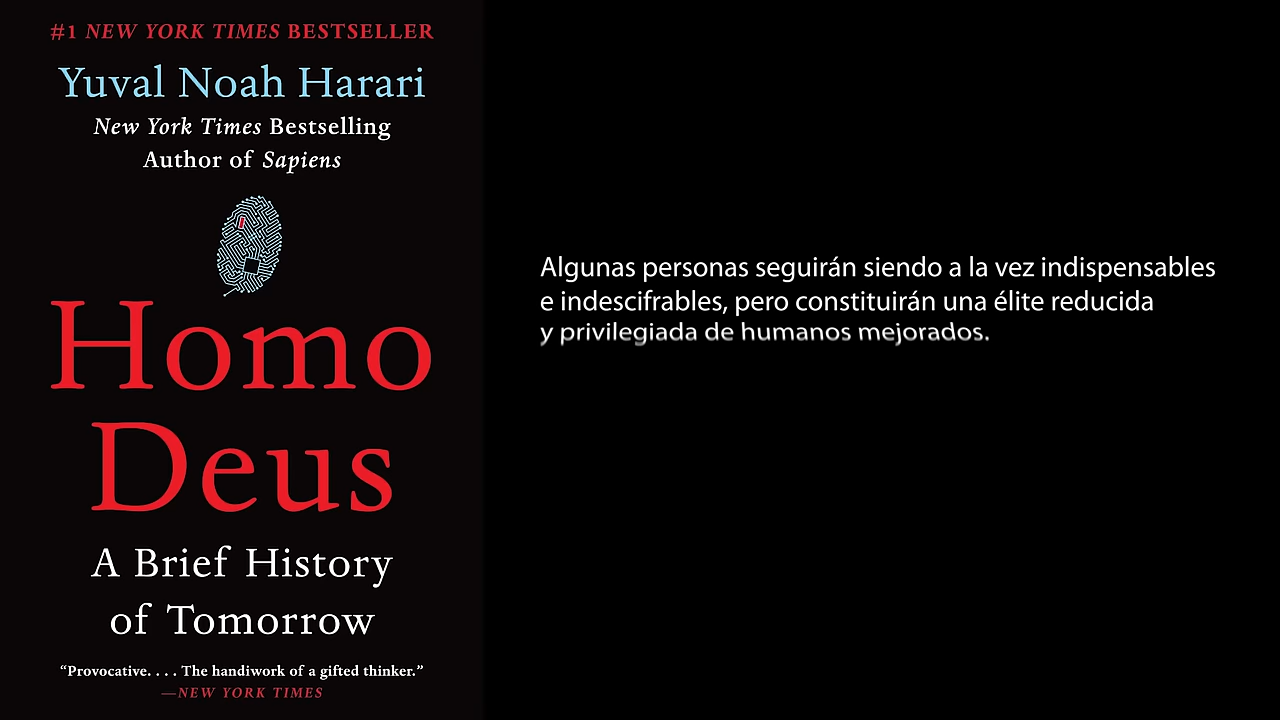 #1 NEW YORK TIMES BESTSELLER
Yuval Noah Harari
New York Times Bestselling
Author of Sapiens
Homo
Deus
A Brief History
of Tomorrow
“Provocative. . . . The handiwork of a gifted thinker.”
—NEW YORK TIMES
Algunas personas seguirán siendo a la vez indispensables
e indescifrables, pero constituirán una élite reducida
y privilegiada de humanos mejorados.